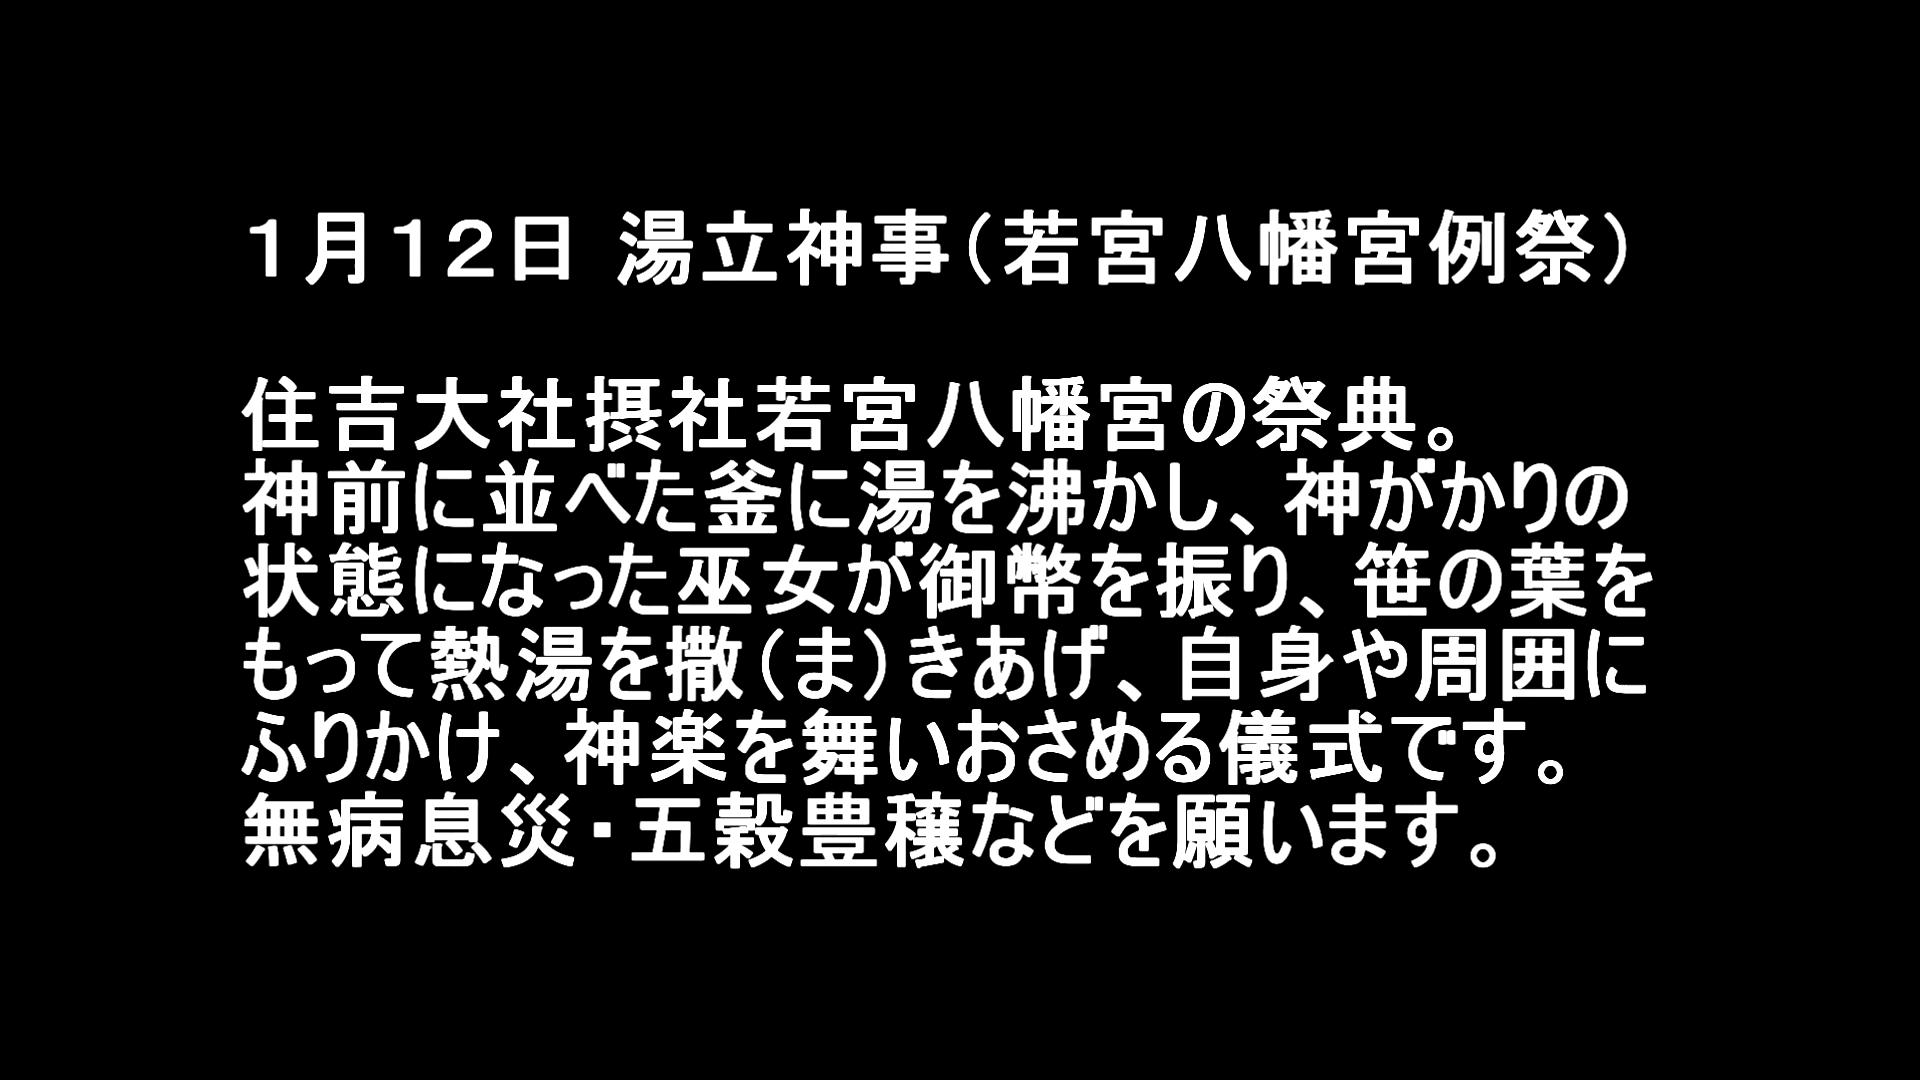 １月１２日 湯立神事（若宮八幡宮例祭）
住吉大社摂社若宮八幡宮の祭典。
神前に並べた釜に湯を沸かし、神がかりの
状態になった巫女が御幣を振り、笹の葉を
もって熱湯を撒（ま）きあげ、自身や周囲に
ふりかけ、神楽を舞いおさめる儀式です。
無病息災・五穀豊穣などを願います。